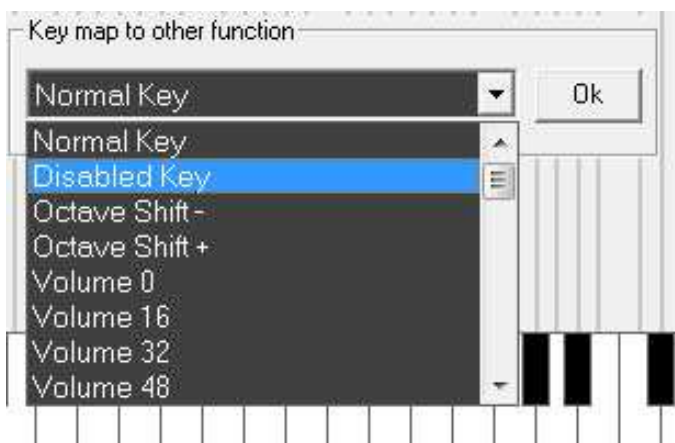 Key map to other function
Normal Key
Ok
Normal Key
Disabled Key
Octave Shift -
Octave Shift +
Volume 0
Volume 16
Volume 32
Volume 48